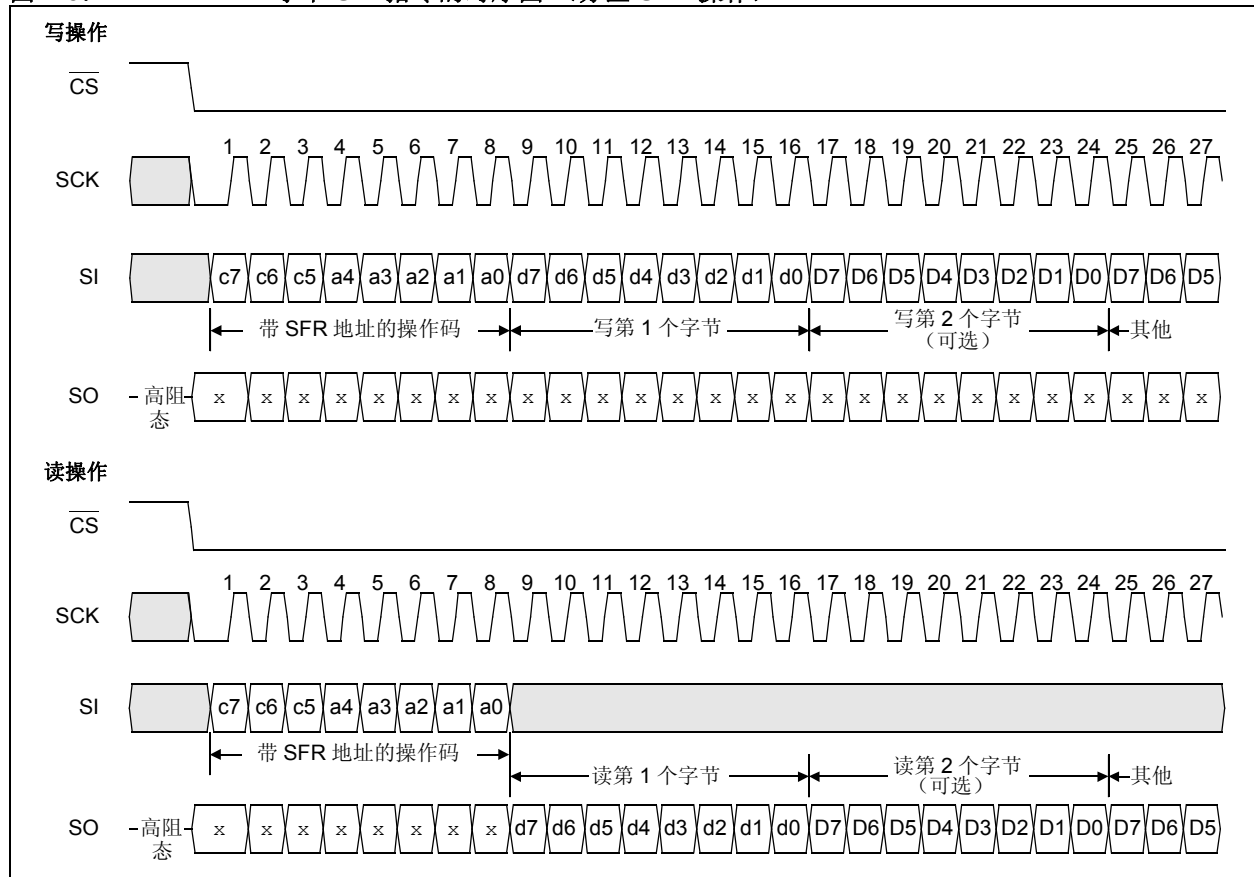 写操作
CS
1 2 3 4 5 6 7 8 9 10 11 12 13 14 15 16 17 18 19 20 21 22 23 24 25 26 27
SCK
SI c7 c6 c5 a4 a3 a2 a1 a0 d7 d6 d5 d4 d3 d2 d1 d0 D7 D6 D5 D4 D3 D2 D1 D0 D7 D6 D5
带 SFR 地址的操作码 写第 1 个字节 写第 2 个字节 其他
（可选）
SO 高阻 x x x x x x x x x x x x x x x x x x x x x x x x x x x
态
读操作
CS
1 2 3 4 5 6 7 8 9 10 11 12 13 14 15 16 17 18 19 20 21 22 23 24 25 26 27
SCK
SI c7 c6 c5 a4 a3 a2 a1 a0
带 SFR 地址的操作码
读第 1 个字节 读第 2 个字节 其他
（可选）
SO 高阻 x x x x x x x x d7 d6 d5 d4 d3 d2 d1 d0 D7 D6 D5 D4 D3 D2 D1 D0 D7 D6 D5
态